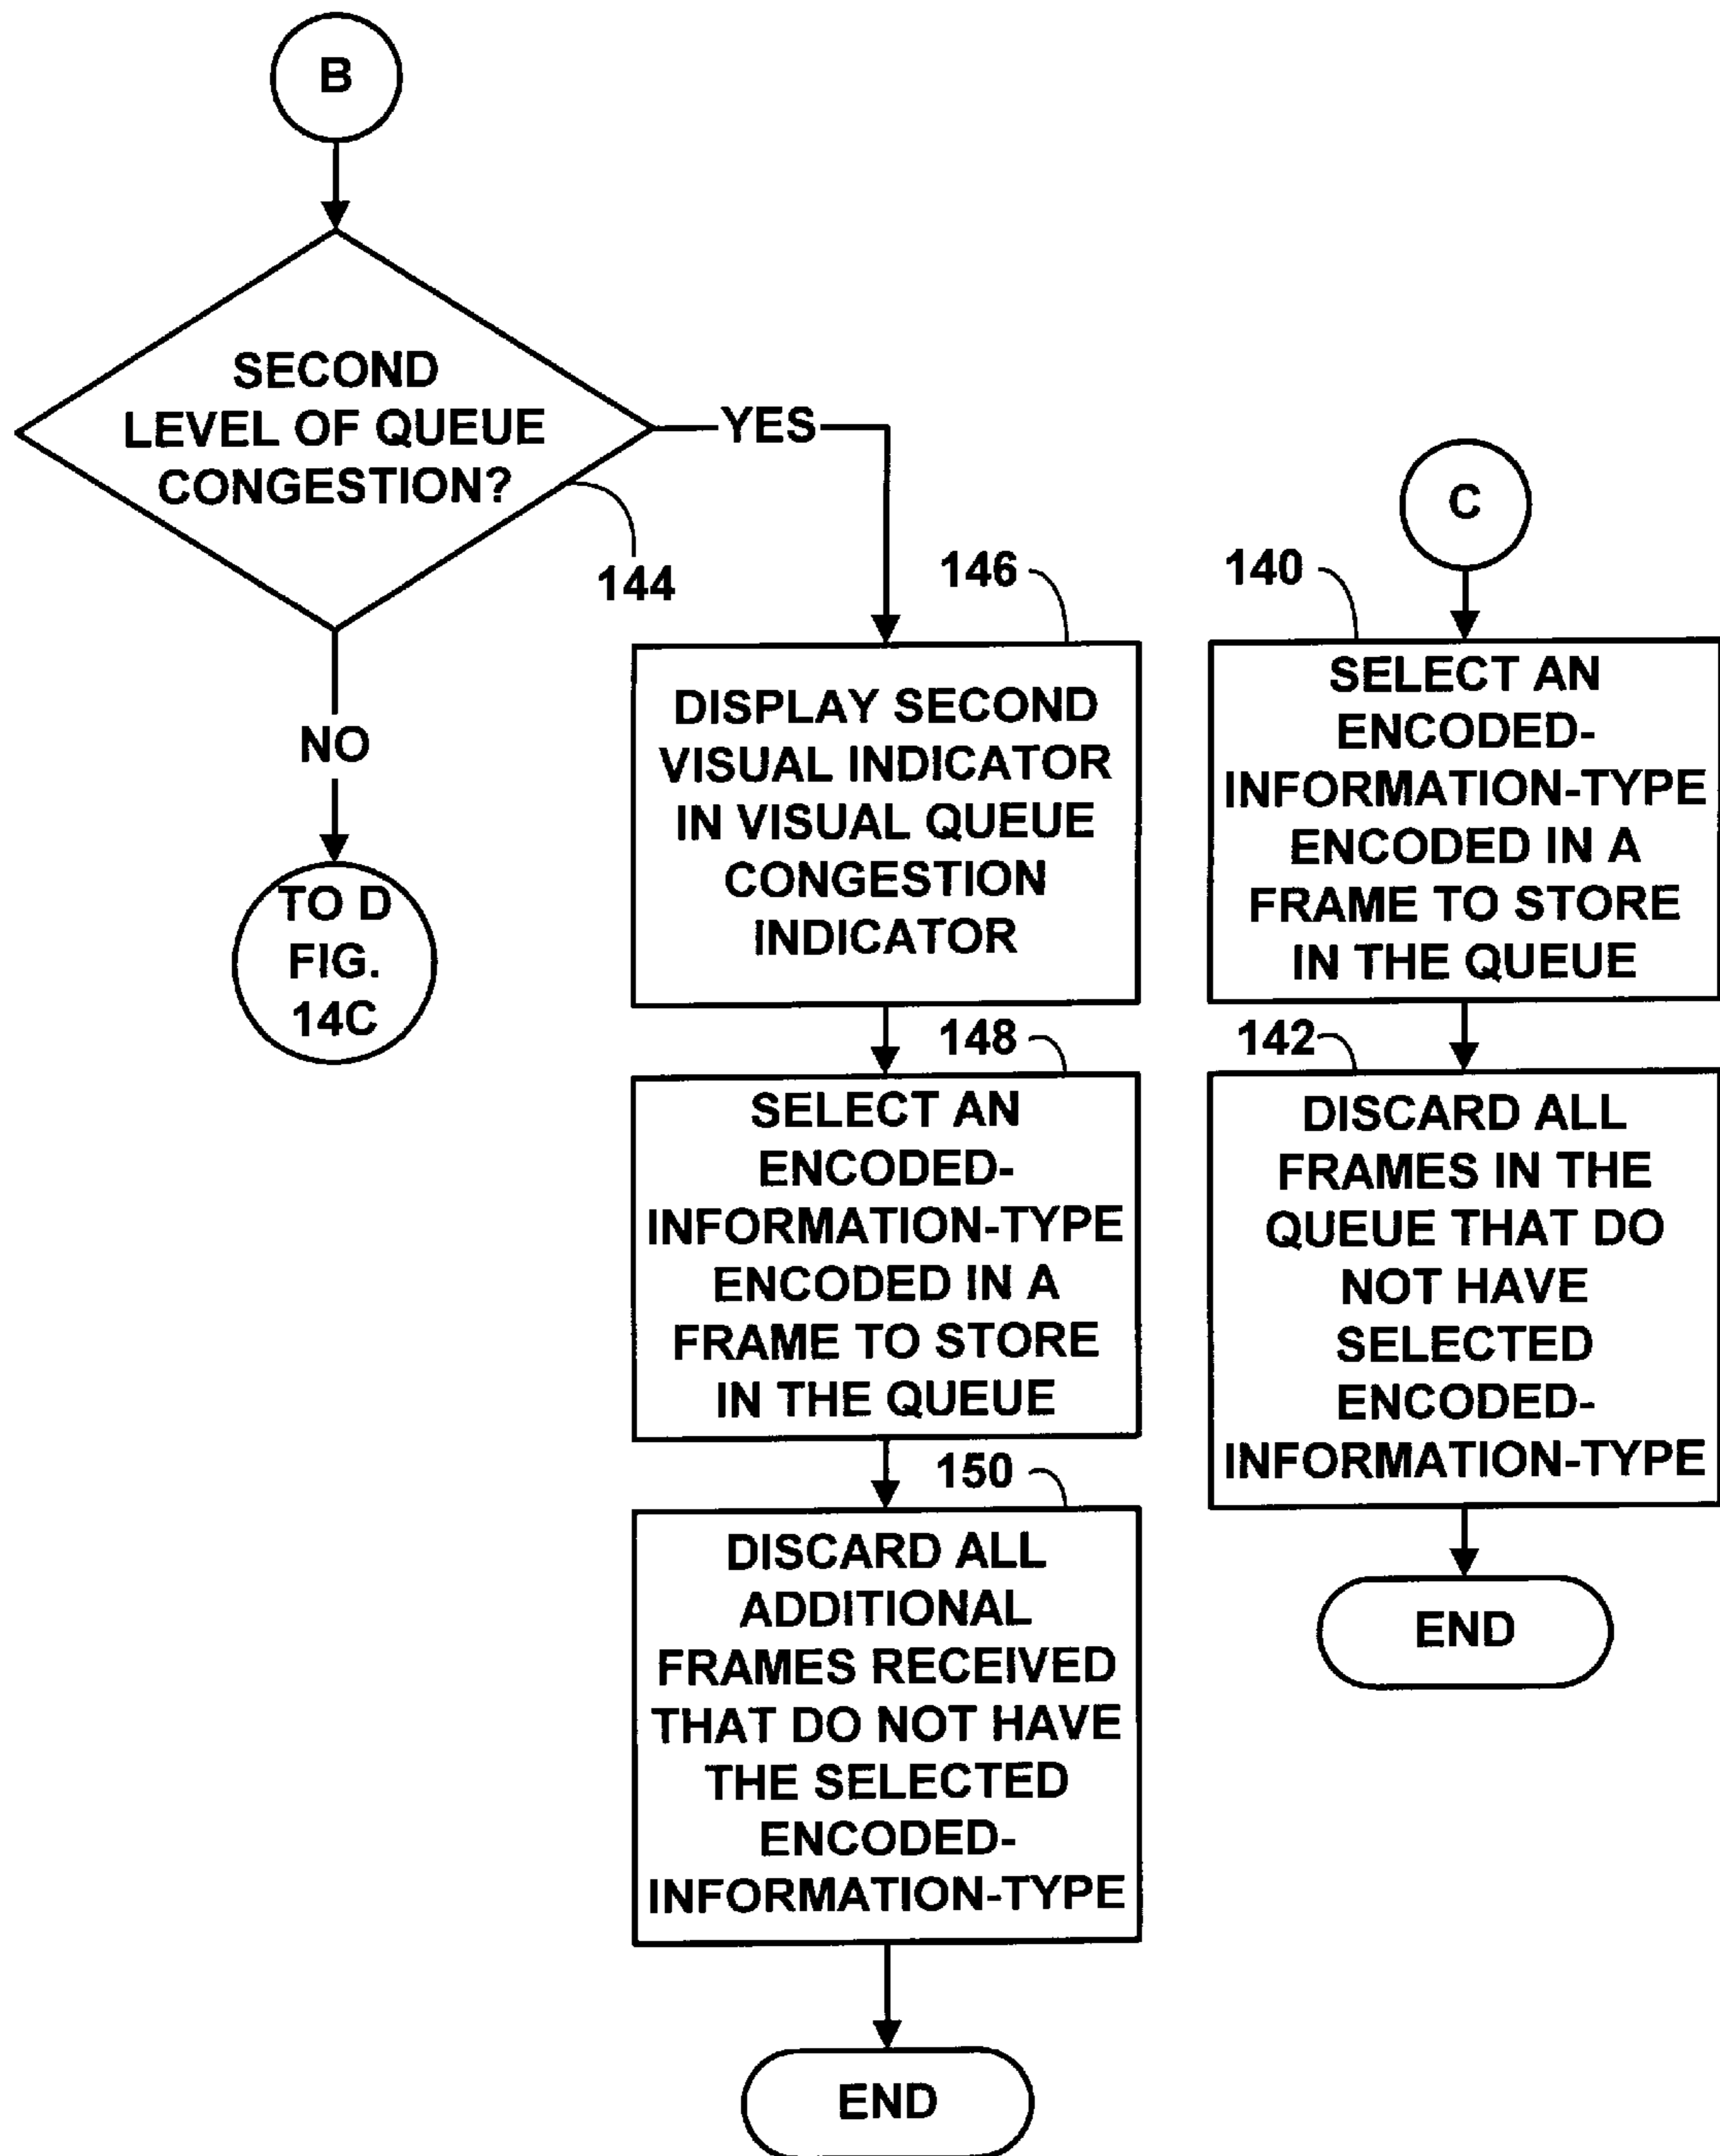 B
SECOND
LEVEL OF QUEUE
CONGESTION?
YES
144
NO
TO D
FIG.
14C
146
DISPLAY SECOND
VISUAL INDICATOR
IN VISUAL QUEUE
CONGESTION
INDICATOR
148
SELECT AN
ENCODED-
INFORMATION-TYPE
ENCODED IN A
FRAME TO STORE
IN THE QUEUE
150
DISCARD ALL
ADDITIONAL
FRAMES RECEIVED
THAT DO NOT HAVE
THE SELECTED
ENCODED-
INFORMATION-TYPE
END
C
140
SELECT AN
ENCODED-
INFORMATION-TYPE
ENCODED IN A
FRAME TO STORE
IN THE QUEUE
142
DISCARD ALL
FRAMES IN THE
QUEUE THAT DO
NOT HAVE
SELECTED
ENCODED-
INFORMATION-TYPE
END